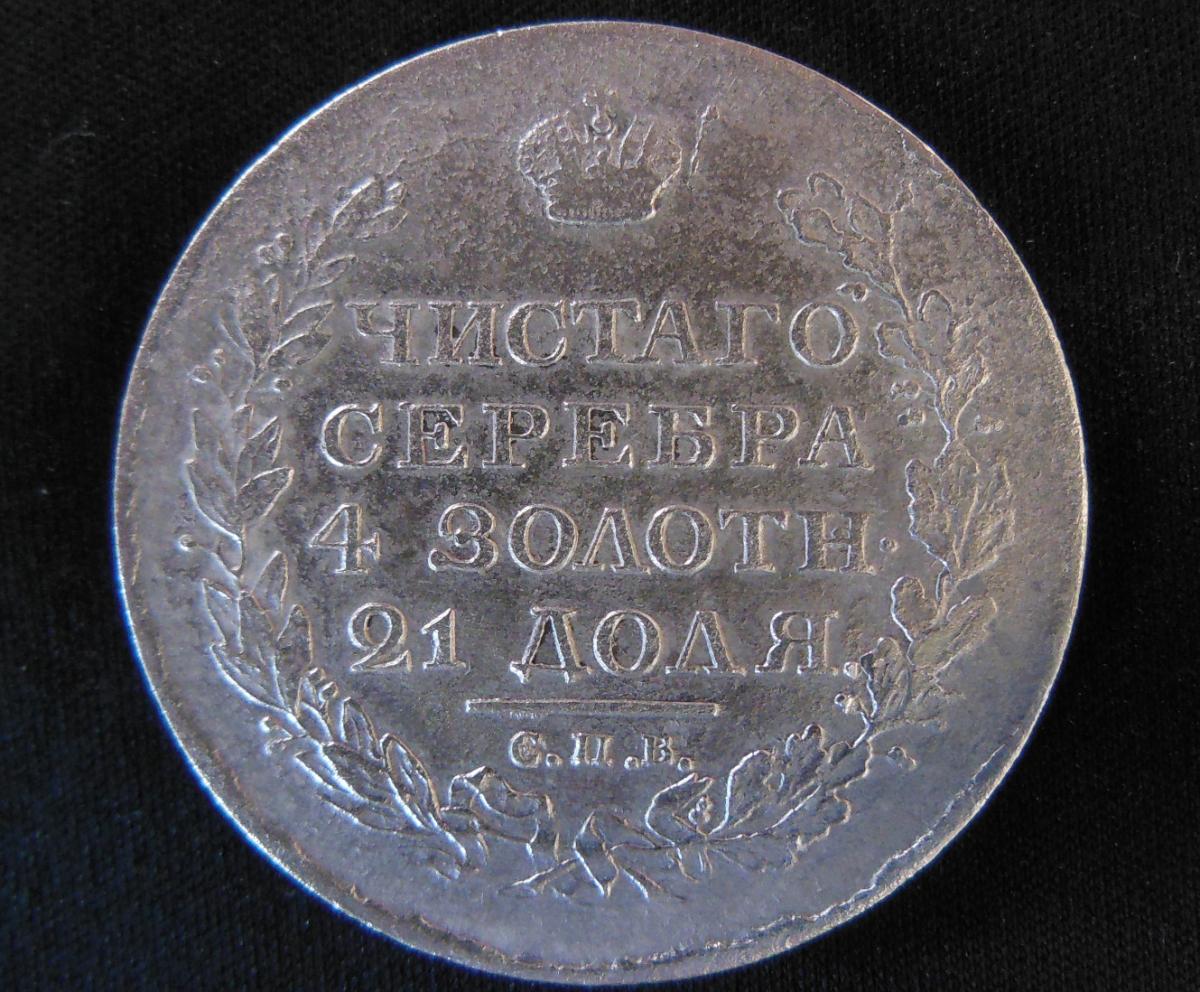 ЧИСТАГО
СЕРЕБРА
4 ЗОЛОТН.
21 ДОЛЯ.
С.П.Б.